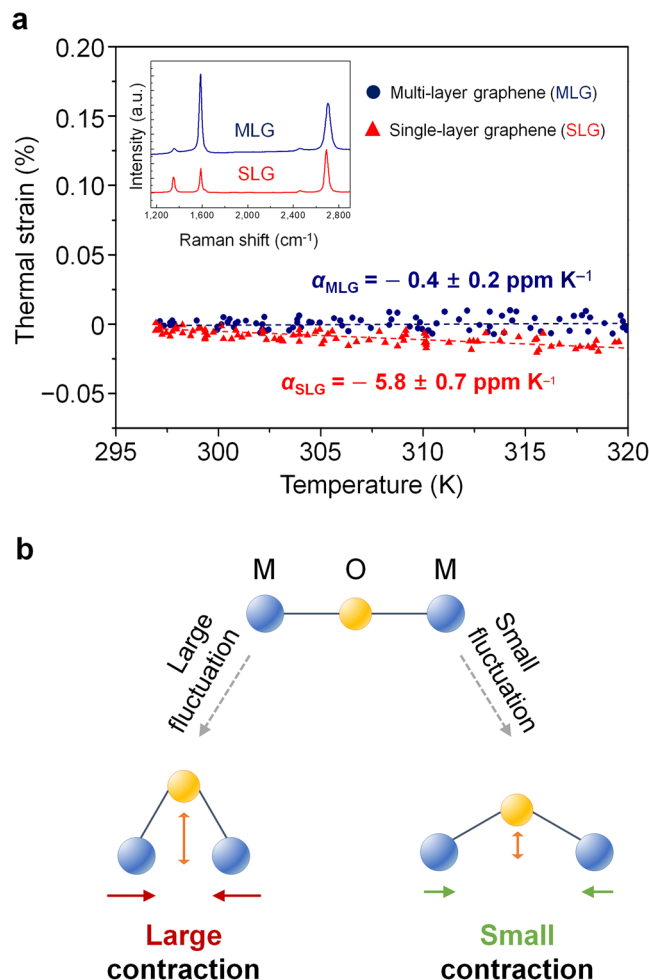 a
0.20
0.15
0.10
0.05
0
−0.05
Thermal strain (%)
Intensity (a.u.)
MLG
SLG
1,200 1,600 2,000 2,400 2,800
Raman shift (cm⁻¹)
Multi-layer graphene (MLG)
Single-layer graphene (SLG)
αMLG = − 0.4 ± 0.2 ppm K⁻¹
αSLG = − 5.8 ± 0.7 ppm K⁻¹
295 300 305 310 315 320
Temperature (K)
b
M O M
Large
fluctuation
Small
fluctuation
Large
contraction
Small
contraction